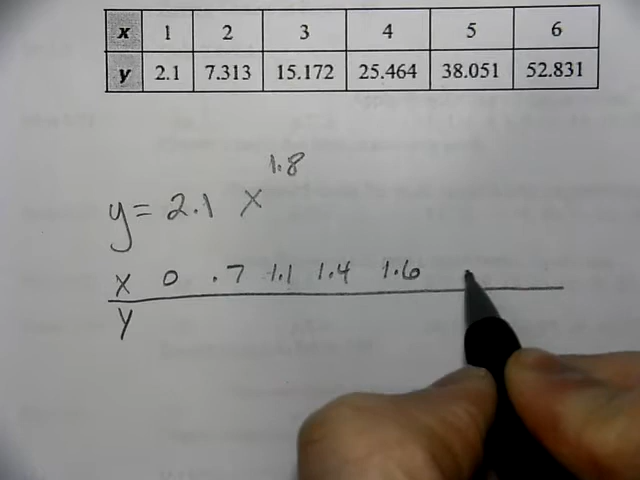 x 1 2 3 4 5 6
y 2.1 7.313 15.172 25.464 38.051 52.831
y = 2.1 x^1.8
x 0 .7 1.1 1.4 1.6
y